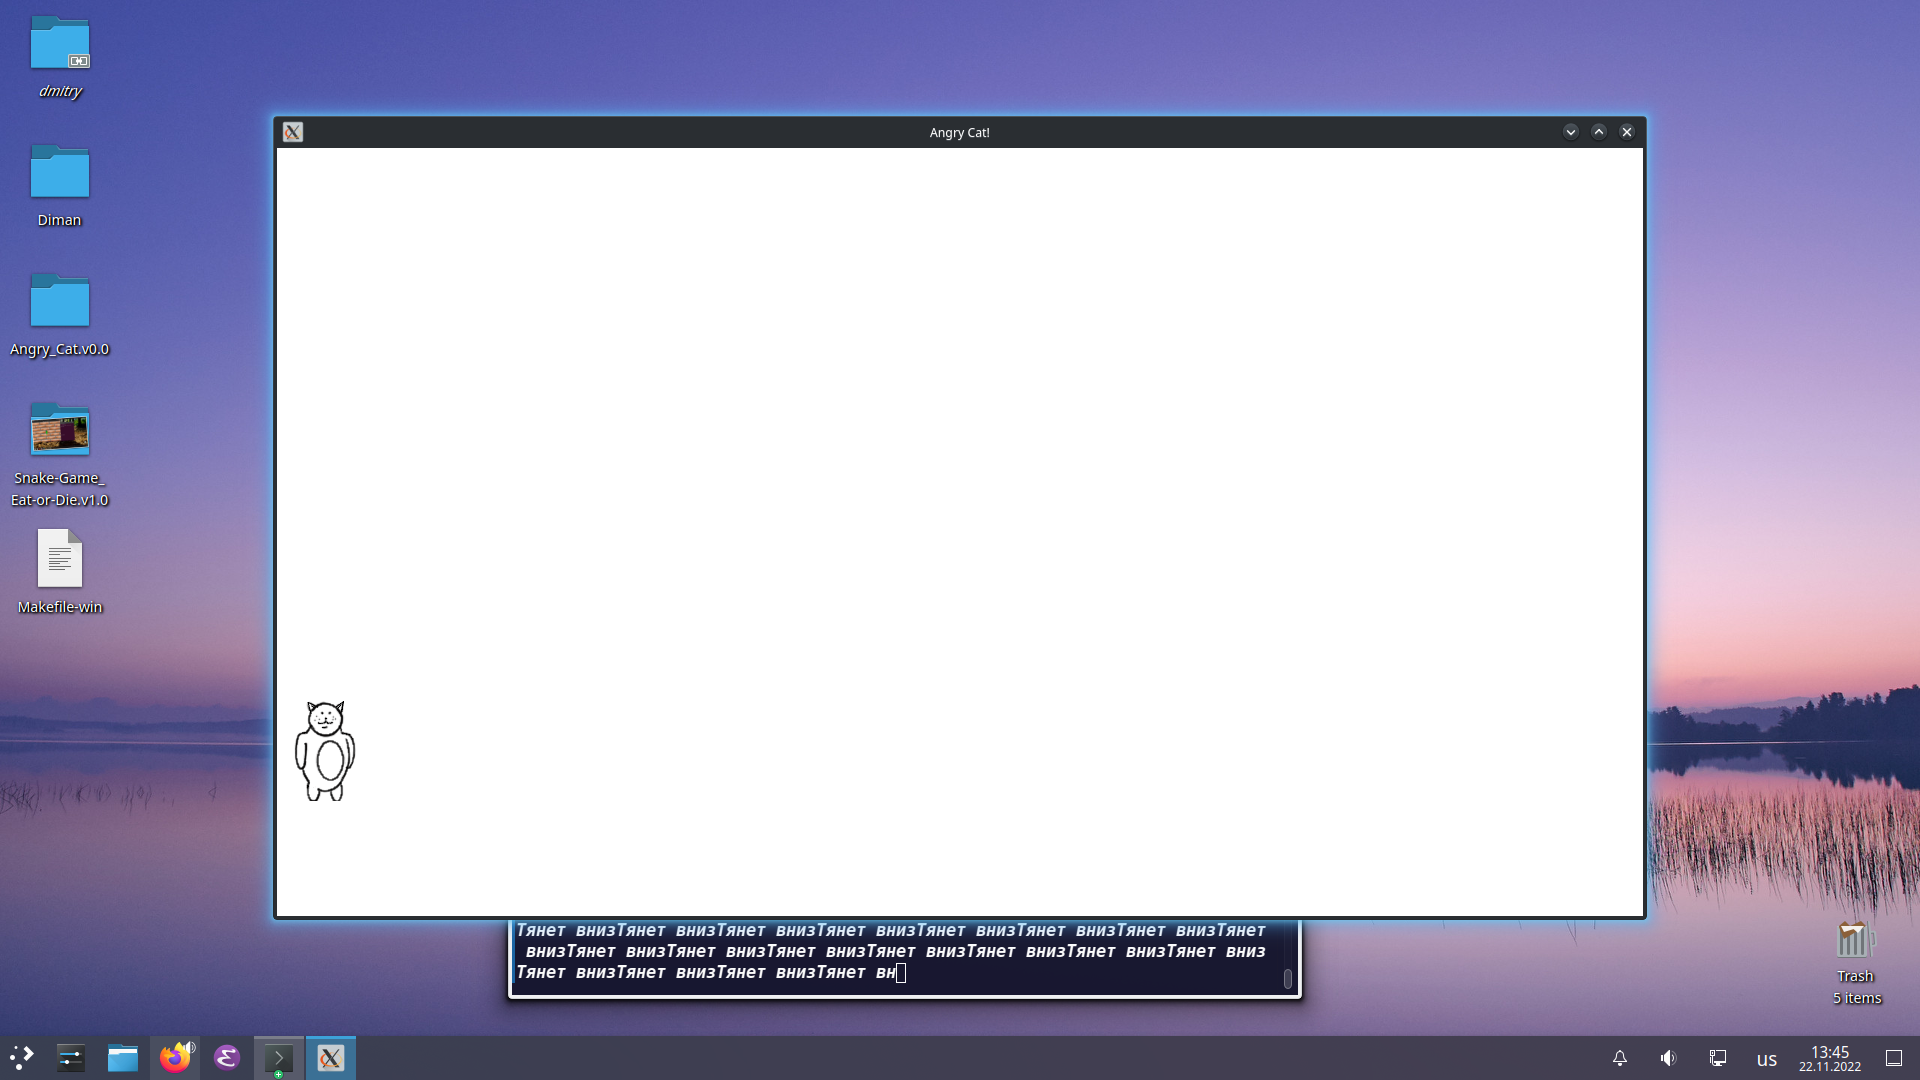 dmitry
Diman
Angry_Cat.v0.0
Snake-Game_
Eat-or-Die.v1.0
Makefile-win
Angry Cat!
Тянет внизТянет внизТянет внизТянет внизТянет внизТянет внизТянет внизТянет
внизТянет внизТянет внизТянет внизТянет внизТянет внизТянет внизТянет вниз
Тянет внизТянет внизТянет внизТянет вн
Trash
5 items
us
13:45
22.11.2022